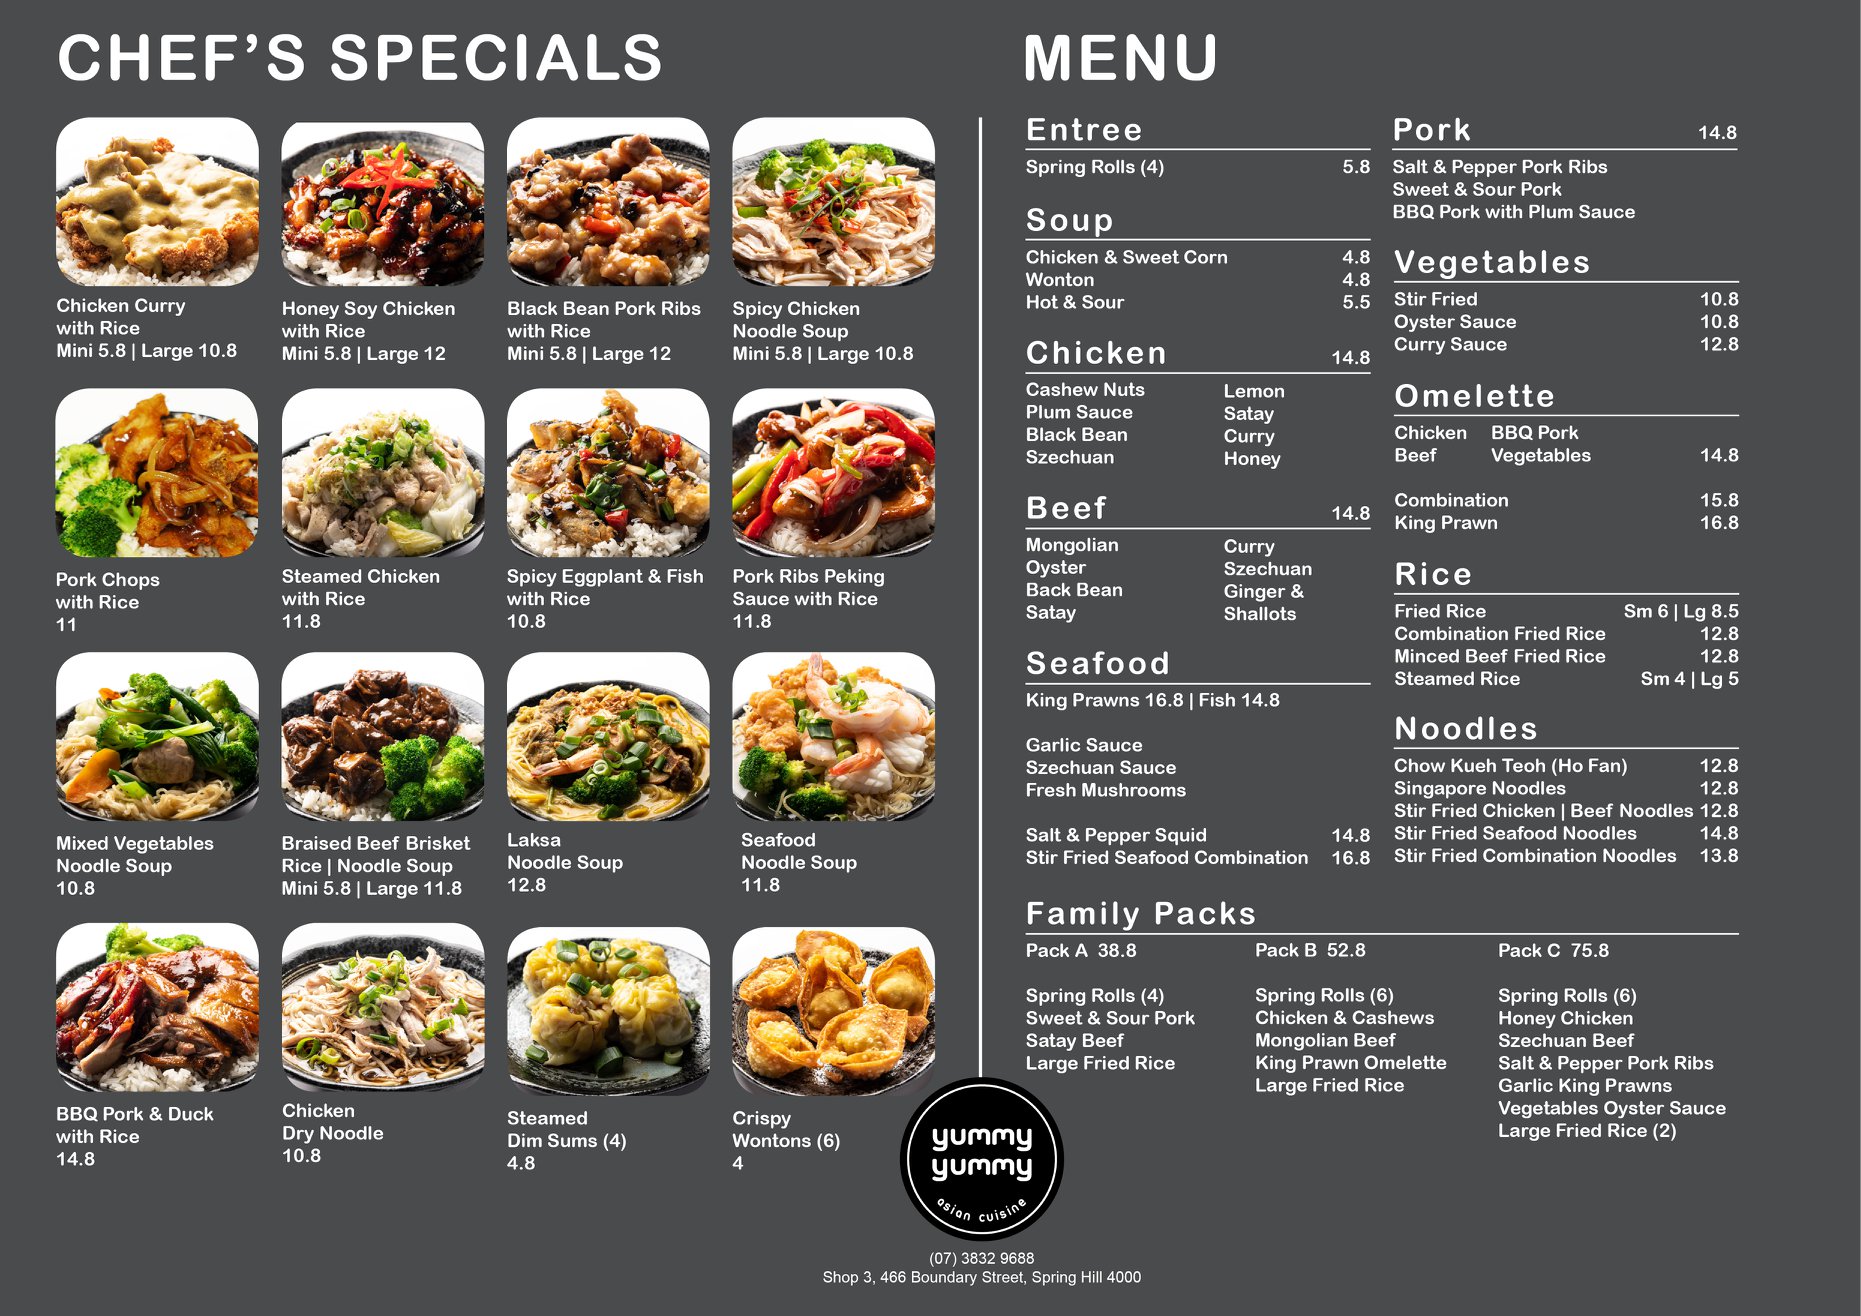 CHEF'S SPECIALS
Chicken Curry
with Rice
Mini 5.8 | Large 10.8
Honey Soy Chicken
with Rice
Mini 5.8 | Large 12
Black Bean Pork Ribs
with Rice
Mini 5.8 | Large 12
Spicy Chicken
Noodle Soup
Mini 5.8 | Large 10.8
Pork Chops
with Rice
11
Steamed Chicken
with Rice
11.8
Spicy Eggplant & Fish
with Rice
10.8
Pork Ribs Peking
Sauce with Rice
11.8
Mixed Vegetables
Noodle Soup
10.8
Braised Beef Brisket
Rice | Noodle Soup
Mini 5.8 | Large 11.8
Laksa
Noodle Soup
12.8
Seafood
Noodle Soup
11.8
BBQ Pork & Duck
with Rice
14.8
Chicken
Dry Noodle
10.8
Steamed
Dim Sums (4)
4.8
Crispy
Wontons (6)
4
MENU
Entree
Spring Rolls (4) 5.8
Soup
Chicken & Sweet Corn 4.8
Wonton 4.8
Hot & Sour 5.5
Chicken 14.8
Cashew Nuts
Plum Sauce
Black Bean
Szechuan
Lemon
Satay
Curry
Honey
Beef 14.8
Mongolian
Oyster
Back Bean
Satay
Curry
Szechuan
Ginger &
Shallots
Seafood
King Prawns 16.8 | Fish 14.8
Garlic Sauce
Szechuan Sauce
Fresh Mushrooms
Salt & Pepper Squid 14.8
Stir Fried Seafood Combination 16.8
Pork 14.8
Salt & Pepper Pork Ribs
Sweet & Sour Pork
BBQ Pork with Plum Sauce
Vegetables
Stir Fried 10.8
Oyster Sauce 10.8
Curry Sauce 12.8
Omelette
Chicken BBQ Pork
Beef Vegetables 14.8
Combination 15.8
King Prawn 16.8
Rice
Fried Rice Sm 6 | Lg 8.5
Combination Fried Rice 12.8
Minced Beef Fried Rice 12.8
Steamed Rice Sm 4 | Lg 5
Noodles
Chow Kueh Teoh (Ho Fan) 12.8
Singapore Noodles 12.8
Stir Fried Chicken | Beef Noodles 12.8
Stir Fried Seafood Noodles 14.8
Stir Fried Combination Noodles 13.8
Family Packs
Pack A 38.8
Spring Rolls (4)
Sweet & Sour Pork
Satay Beef
Large Fried Rice
Pack B 52.8
Spring Rolls (6)
Chicken & Cashews
Mongolian Beef
King Prawn Omelette
Large Fried Rice
Pack C 75.8
Spring Rolls (6)
Honey Chicken
Szechuan Beef
Salt & Pepper Pork Ribs
Garlic King Prawns
Vegetables Oyster Sauce
Large Fried Rice (2)
yummy
yummy
asian cuisine
(07) 3832 9688
Shop 3, 466 Boundary Street, Spring Hill 4000